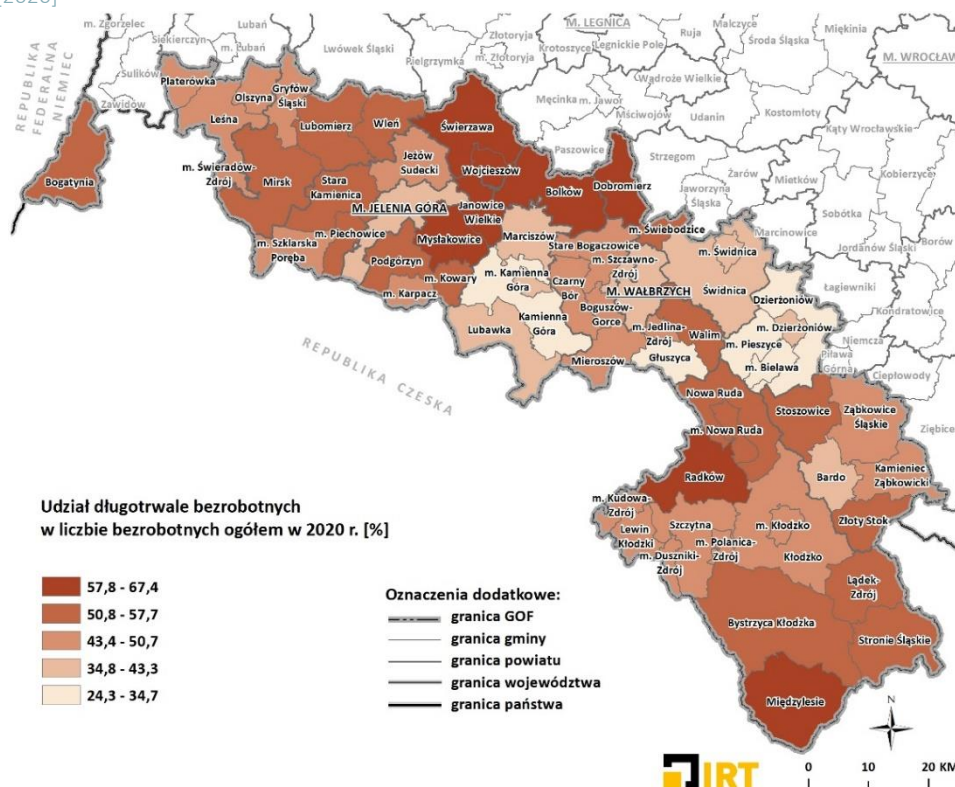 [2020]
m. Zgorzelec
Lubań
Siekierczyn
m. Lubań
Sulików
Zawidów
REPUBLIKA
FEDERALNA
NIEMIEC
Lwówek Śląski
Pielgrzymka
Złotoryja
m. Złotoryja
M. LEGNICA
Krotoszyce
Legnickie Pole
Ruja
Malczyce
Środa Śląska
Miękinia
M. WROCŁAW
Wądroże Wielkie
Męcinka
m. Jawor
Mściwojów
Udanin
Kostomłoty
Kąty Wrocławskie
Paszowice
Strzegom
Żarów
Mietków
Kobierzyce
Jaworzyna
Śląska
Sobótka
Marcinowice
Jordanów Śląski
Borów
Łagiewniki
Kondratowice
Niemcza
Piława
Górna
Ciepłowody
Ziębice
Platerówka
Olszyna
Gryfów
Śląski
Leśna
Lubomierz
Wleń
Świerzawa
Bogatynia
m. Świeradów-
Zdrój
Mirsk
Stara
Kamienica
Jeżów
Sudecki
Wojcieszów
Bolków
Dobromierz
M. JELENIA GÓRA
Janowice
Wielkie
m. Szklarska
Poręba
m. Piechowice
Podgórzyn
Mysłakowice
Marciszów
m. Karpacz
m. Kowary
m. Kamienna
Góra
Kamienna
Góra
Lubawka
Stare Bogaczowice
Czarny
Bór
m. Szczawno-
Zdrój
m. Świebodzice
m. Świdnica
Świdnica
M. WAŁBRZYCH
Boguszów-
Gorce
Mieroszów
m. Jedlina-
Zdrój
Walim
Głuszyca
Dzierżoniów
m. Dzierżoniów
m. Pieszyce
m. Bielawa
REPUBLIKA CZESKA
Nowa Ruda
m. Nowa Ruda
Stoszowice
Ząbkowice
Śląskie
Radków
Bardo
Kamieniec
Ząbkowicki
m. Kudowa-
Zdrój
Lewin
Kłodzki
Szczytna
m. Duszniki-
Zdrój
m. Polanica-
Zdrój
m. Kłodzko
Kłodzko
Złoty Stok
Lądek-
Zdrój
Bystrzyca Kłodzka
Stronie Śląskie
Międzylesie
Udział długotrwale bezrobotnych
w liczbie bezrobotnych ogółem w 2020 r. [%]
57,8 - 67,4
50,8 - 57,7
43,4 - 50,7
34,8 - 43,3
24,3 - 34,7
Oznaczenia dodatkowe:
granica GOF
granica gminy
granica powiatu
granica województwa
granica państwa
N
IRT
0 10 20 KM